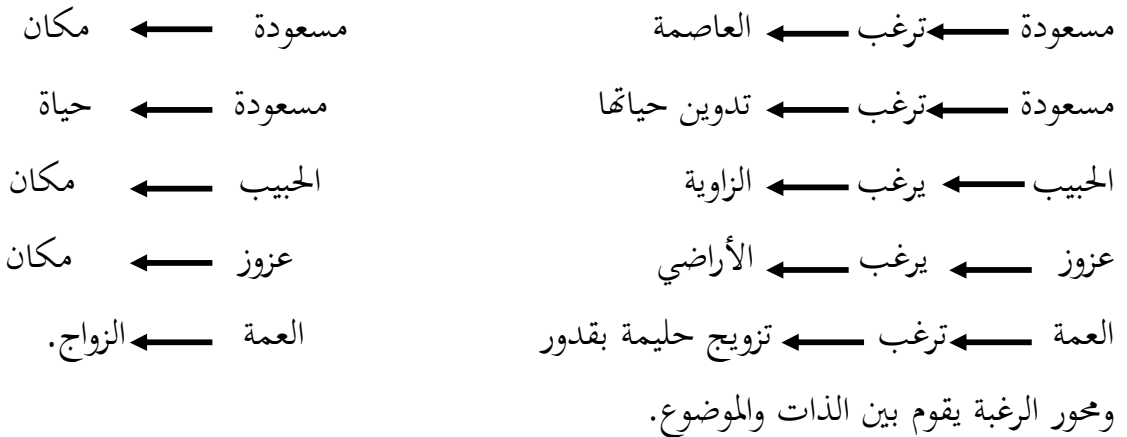 مسعودة ← ترغب ← العاصمة مسعودة ← مكان
مسعودة ← ترغب ← تدوين حياتها مسعودة ← حياة
الحبيب ← يرغب ← الزاوية الحبيب ← مكان
عزوز ← يرغب ← الأراضي عزوز ← مكان
العمة ← ترغب ← تزويج حليمة بقدور العمة ← الزواج.
ومحور الرغبة يقوم بين الذات والموضوع.